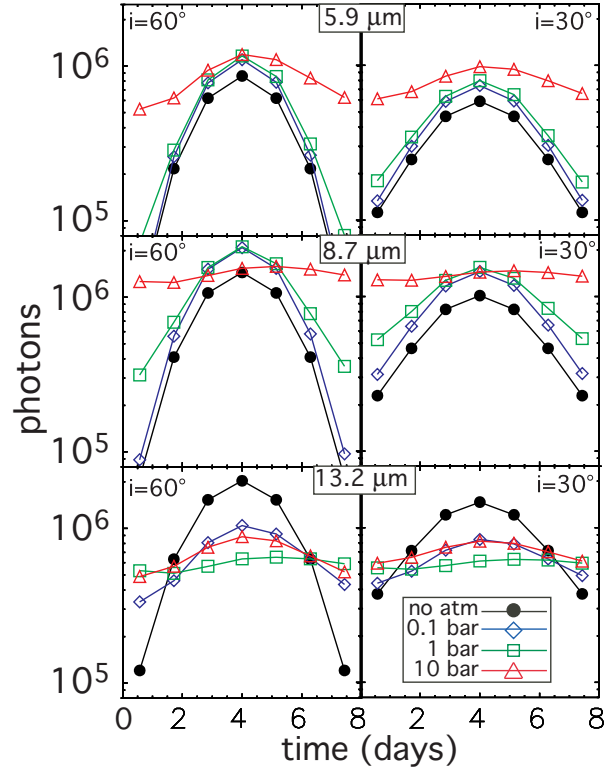 i=60° 5.9 µm i=30°
10⁶
10⁵
i=60° 8.7 µm i=30°
10⁶
10⁵
i=60° 13.2 µm i=30°
10⁶
10⁵
photons
no atm
0.1 bar
1 bar
10 bar
0 2 4 6 8 2 4 6 8
time (days)